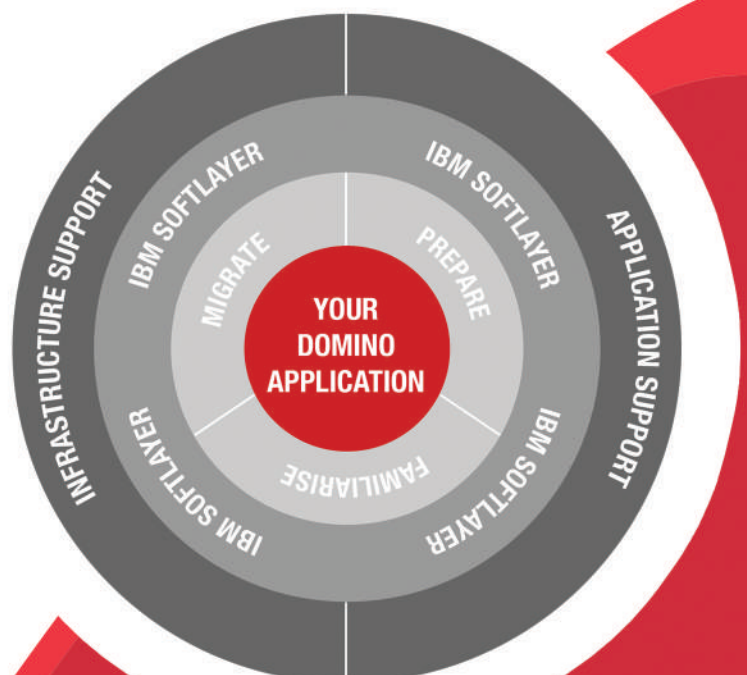 INFRASTRUCTURE SUPPORT
APPLICATION SUPPORT
IBM SOFTLAYER
IBM SOFTLAYER
IBM SOFTLAYER
IBM SOFTLAYER
MIGRATE
PREPARE
FAMILIARISE
YOUR
DOMINO
APPLICATION